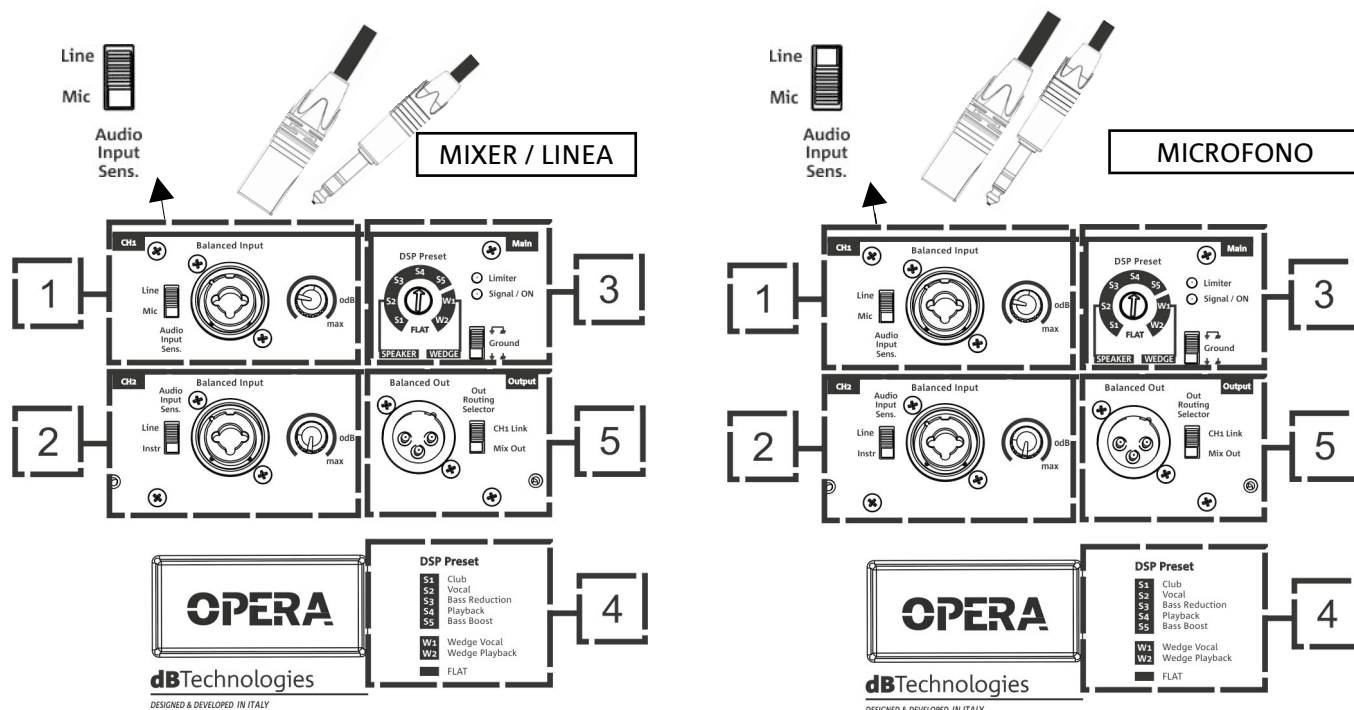 Line
Mic
Audio
Input
Sens.
MIXER / LINEA
CH1
Balanced Input
Line
Mic
Audio
Input
Sens.
0dB
max
Main
DSP Preset
S1
S2
S3
S4
S5
W1
W2
FLAT
SPEAKER
WEDGE
Limiter
Signal / ON
Ground
CH2
Audio
Input
Sens.
Balanced Input
Line
Instr
0dB
max
Balanced Out
Output
Out
Routing
Selector
CH1 Link
Mix Out
1
2
3
5
OPERA
DSP Preset
S1 Club
S2 Vocal
S3 Bass Reduction
S4 Playback
S5 Bass Boost
W1 Wedge Vocal
W2 Wedge Playback
FLAT
4
dBTechnologies
DESIGNED & DEVELOPED IN ITALY
Line
Mic
Audio
Input
Sens.
MICROFONO
CH1
Balanced Input
Line
Mic
Audio
Input
Sens.
0dB
max
Main
DSP Preset
S1
S2
S3
S4
S5
W1
W2
FLAT
SPEAKER
WEDGE
Limiter
Signal / ON
Ground
CH2
Audio
Input
Sens.
Balanced Input
Line
Instr
0dB
max
Balanced Out
Output
Out
Routing
Selector
CH1 Link
Mix Out
1
2
3
5
OPERA
DSP Preset
S1 Club
S2 Vocal
S3 Bass Reduction
S4 Playback
S5 Bass Boost
W1 Wedge Vocal
W2 Wedge Playback
FLAT
4
dBTechnologies
DESIGNED & DEVELOPED IN ITALY